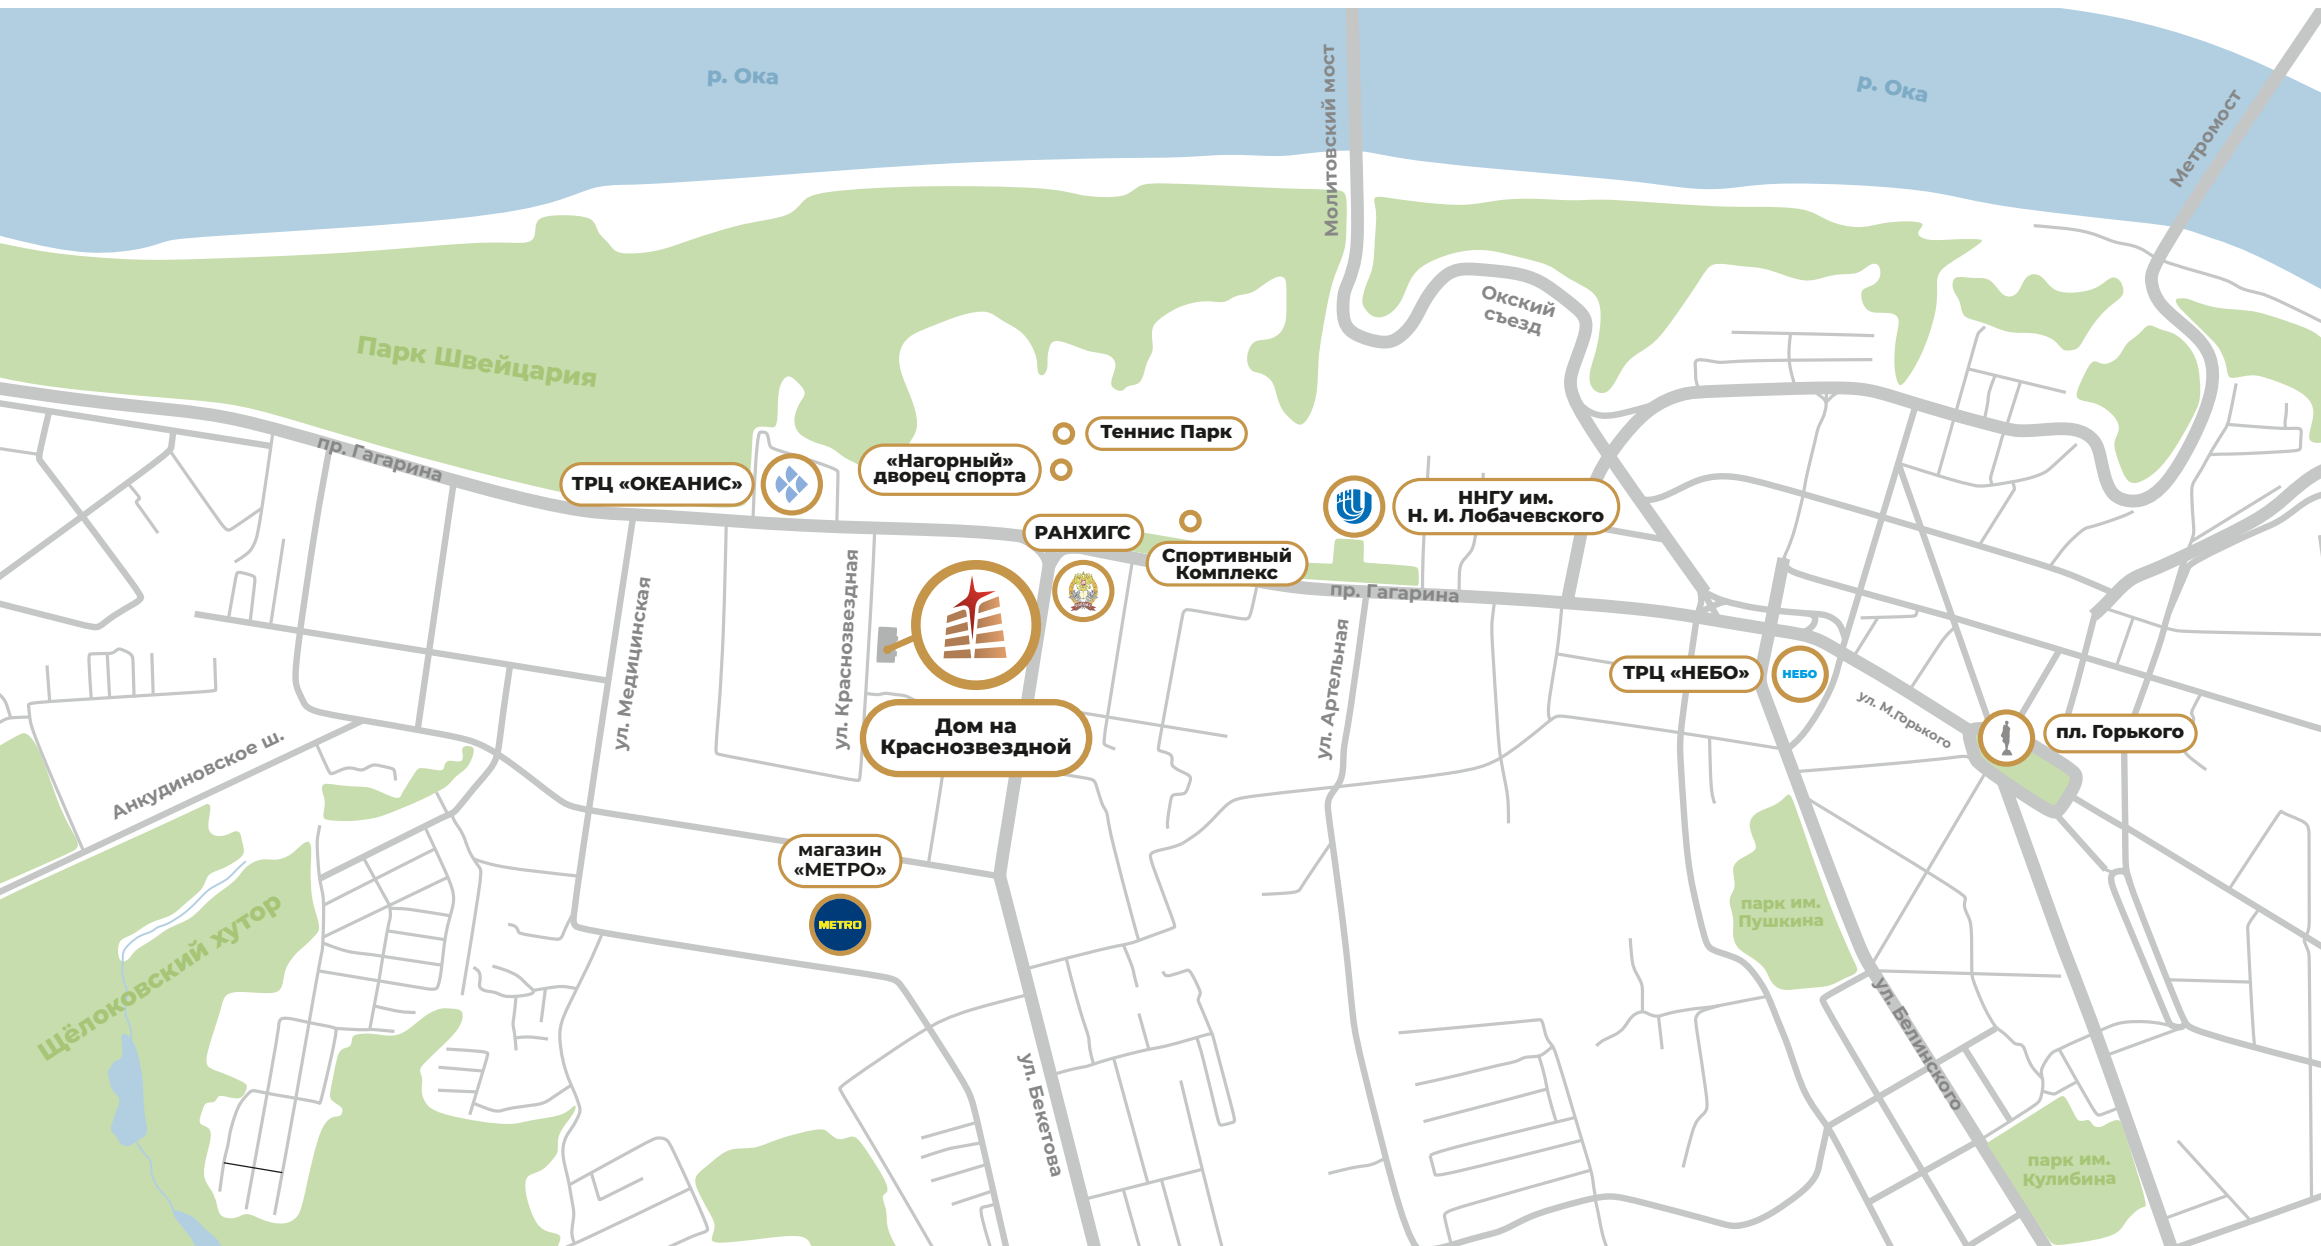 р. Ока
р. Ока
Молитовский мост
Метромост
Окский
съезд
Парк Швейцария
пр. Гагарина
Теннис Парк
«Нагорный»
дворец спорта
ТРЦ «ОКЕАНИС»
РАНХИГС
Спортивный
Комплекс
ННГУ им.
Н. И. Лобачевского
пр. Гагарина
ул. Медицинская
ул. Краснозвездная
ул. Артельная
ТРЦ «НЕБО»
НЕБО
ул. М.Горького
пл. Горького
Дом на
Краснозвездной
Анкудиновское ш.
магазин
«МЕТРО»
METRO
парк им.
Пушкина
Щёлоковский хутор
ул. Белинского
ул. Бекетова
парк им.
Кулибина